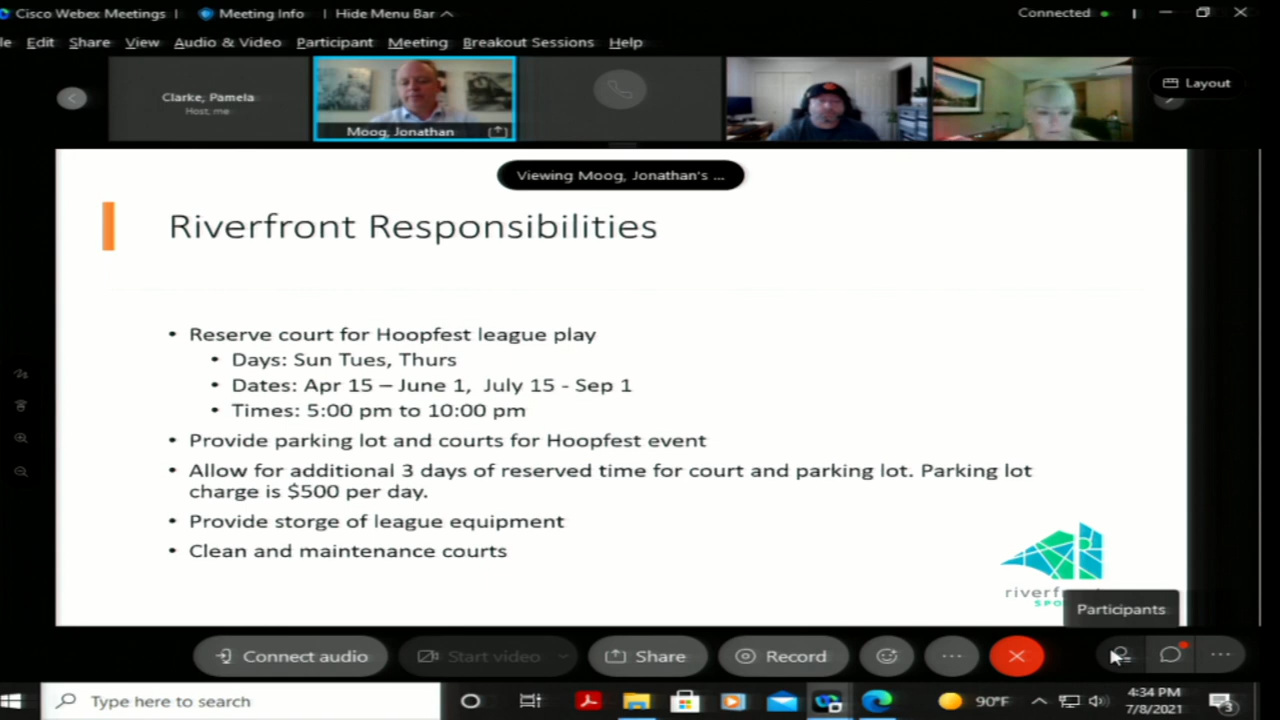 Cisco Webex Meetings
Meeting Info
Hide Menu Bar
Connected
Edit Share View Audio & Video Participant Meeting Breakout Sessions Help
Clarke, Pamela
Host, me
Moog, Jonathan
Layout
Viewing Moog, Jonathan's ...
Riverfront Responsibilities
• Reserve court for Hoopfest league play
• Days: Sun Tues, Thurs
• Dates: Apr 15 – June 1, July 15 - Sep 1
• Times: 5:00 pm to 10:00 pm
• Provide parking lot and courts for Hoopfest event
• Allow for additional 3 days of reserved time for court and parking lot. Parking lot
charge is $500 per day.
• Provide storge of league equipment
• Clean and maintenance courts
Participants
Connect audio
Start video
Share
Record
Type here to search
90°F
4:34 PM
7/8/2021
3